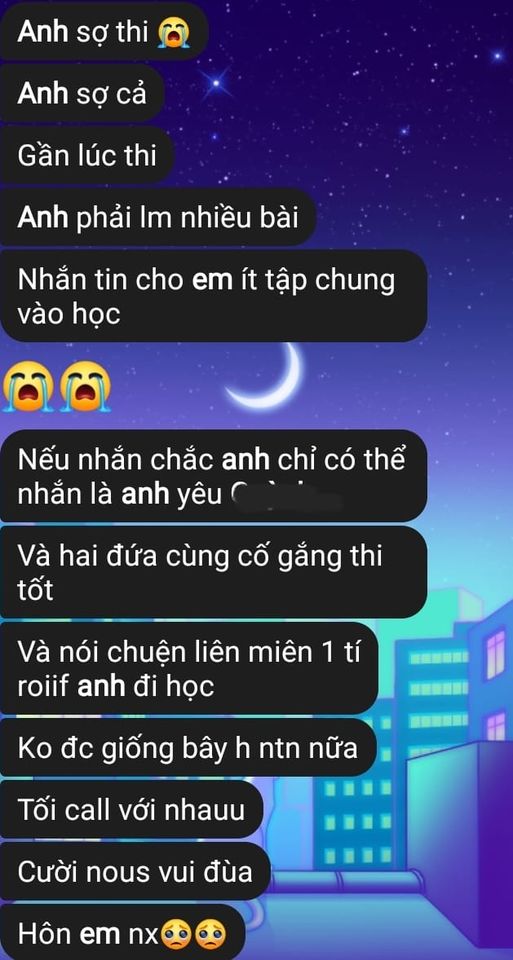 Anh sợ thi 😭
Anh sợ cả
Gần lúc thi
Anh phải lm nhiều bài
Nhắn tin cho em ít tập chung
vào học
😭😭
Nếu nhắn chắc anh chỉ có thể
nhắn là anh yêu
Và hai đứa cùng cố gắng thi
tốt
Và nói chuện liên miên 1 tí
roiif anh đi học
Ko đc giống bây h ntn nữa
Tối call với nhauu
Cười nous vui đùa
Hôn em nx🥺🥺